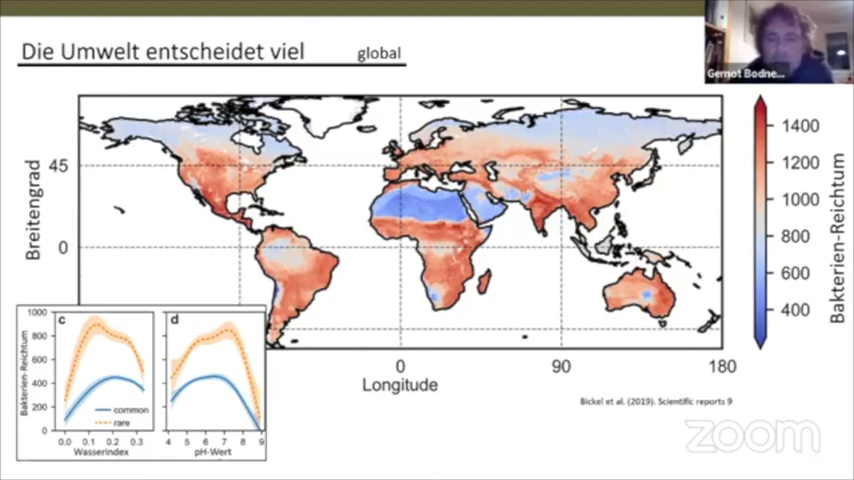 Die Umwelt entscheidet viel global
Gernot Bodne...
Breitengrad
45
0
0
90
180
Longitude
1400
1200
1000
800
600
400
Bakterien-Reichtum
Bickel et al. (2019). Scientific reports 9
Bakterien-Reichtum
1000
800
600
400
200
0
c
d
common
rare
0.0 0.1 0.2 0.3
4 5 6 7 8 9
Wasserindex
pH-Wert
zoom